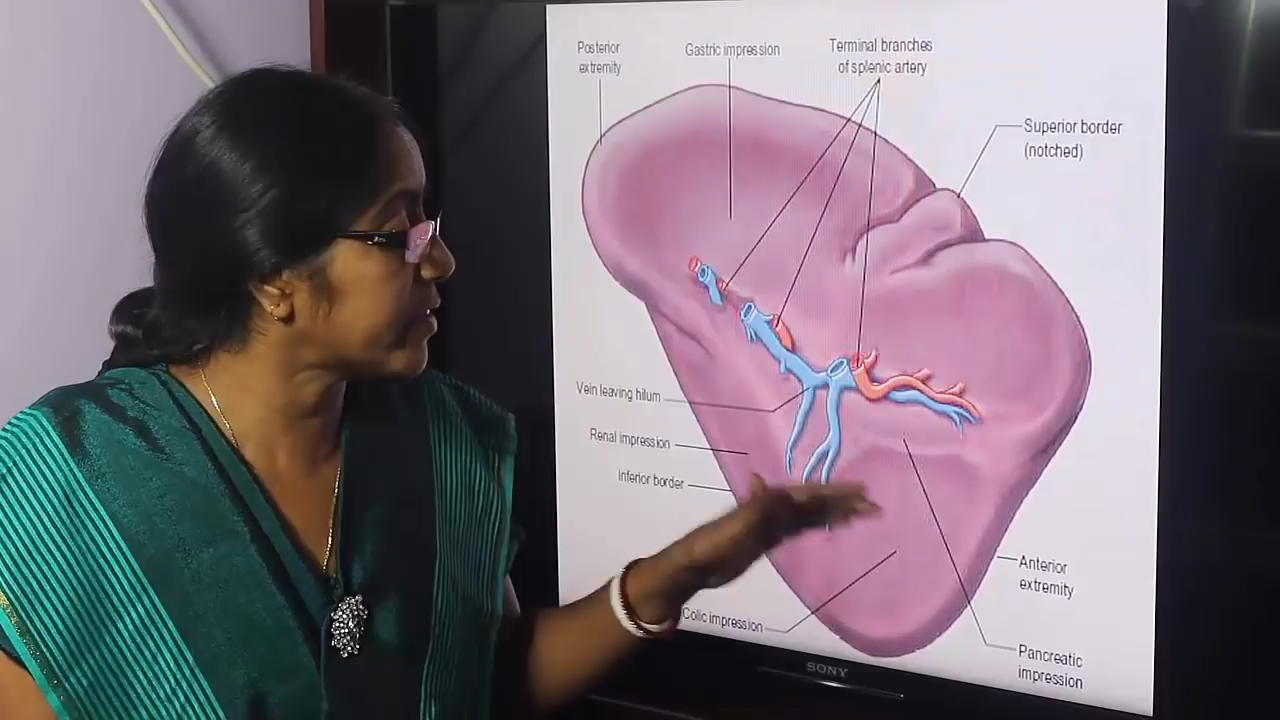 Posterior
extremity
Gastric impression
Terminal branches
of splenic artery
Superior border
(notched)
Vein leaving hilum
Renal impression
Inferior border
Anterior
extremity
Colic impression
Pancreatic
impression
SONY